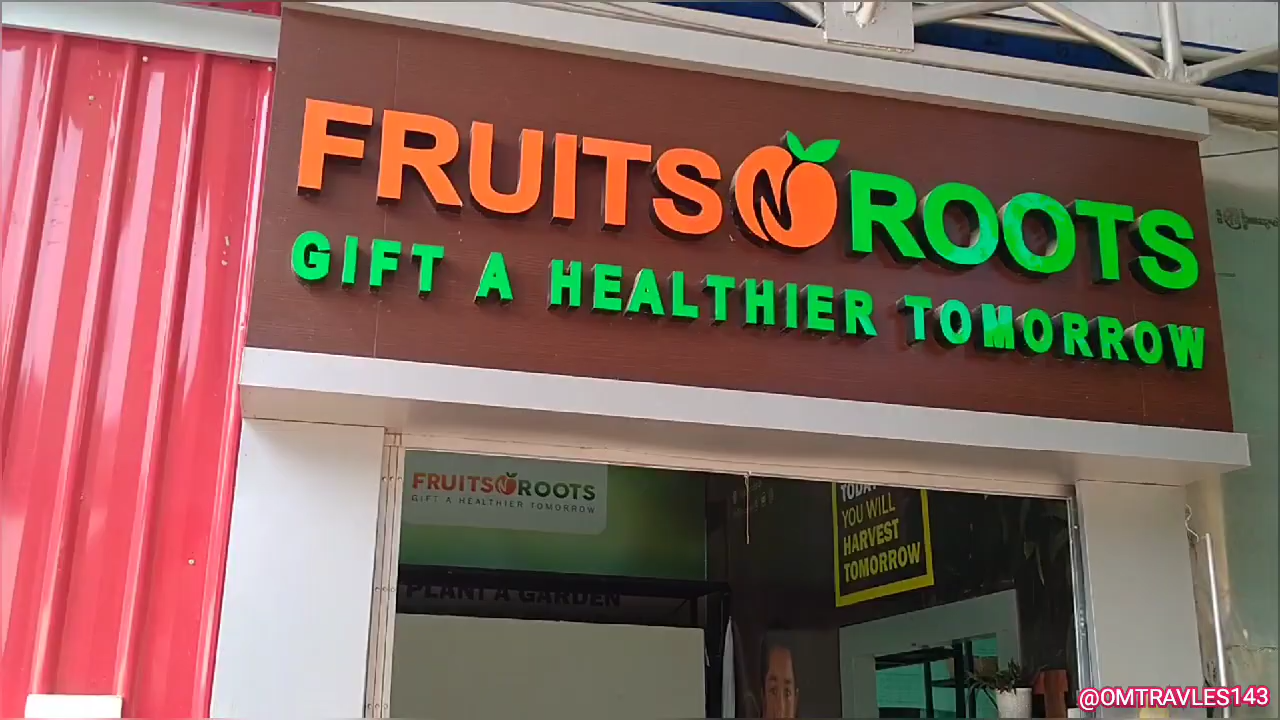 FRUITS N ROOTS
GIFT A HEALTHIER TOMORROW
FRUITS N ROOTS
GIFT A HEALTHIER TOMORROW
PLANT A GARDEN
YOU WILL
HARVEST
TOMORROW
@OMTRAVLES143